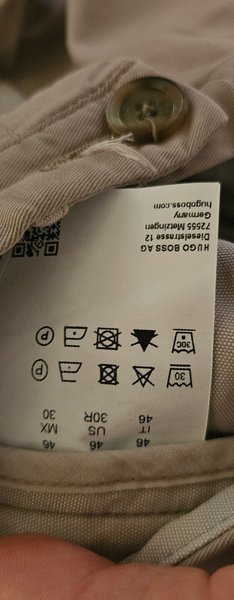 46 46 46
IT US MX
46 30R 30
30 P
30C P
HUGO BOSS AG
Dieselstrasse 12
72555 Metzingen
Germany
hugoboss.com